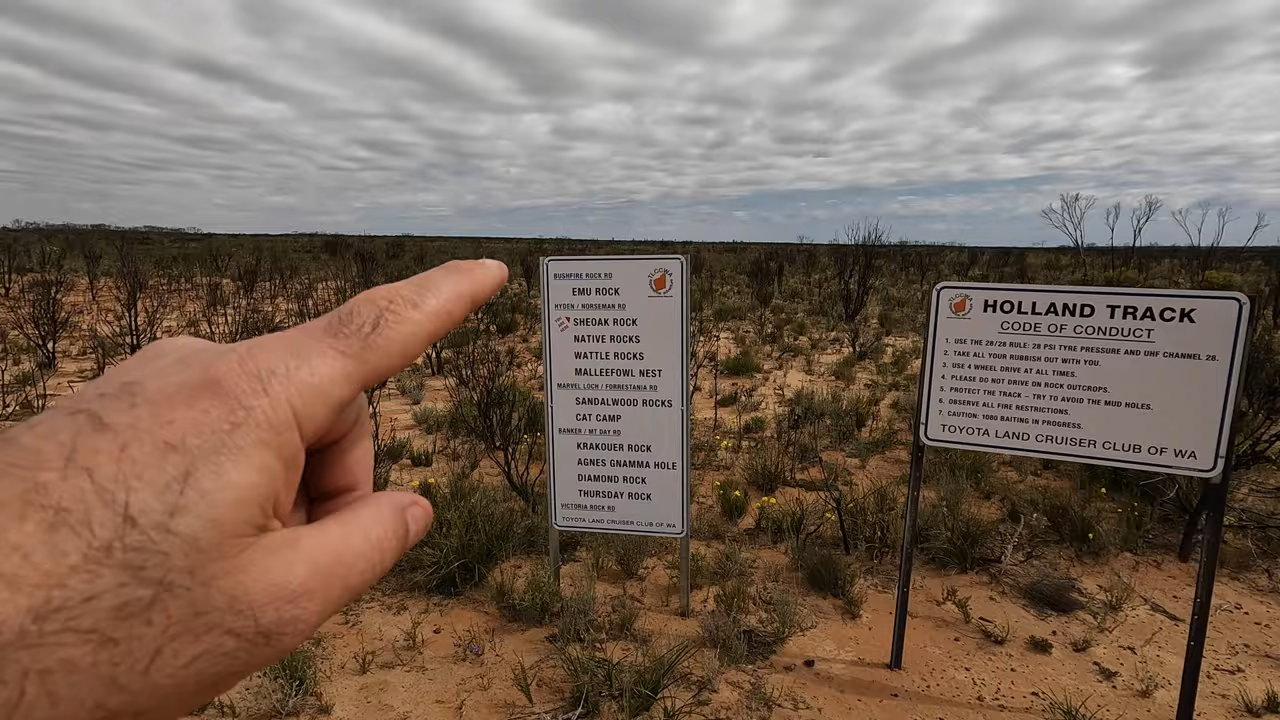 BUSHFIRE ROCK RD
TLCCWA
EMU ROCK
HYDEN / NORSEMAN RD
SHEOAK ROCK
NATIVE ROCKS
WATTLE ROCKS
MALLEEFOWL NEST
MARVEL LOCH / FORRESTANIA RD
SANDALWOOD ROCKS
CAT CAMP
BANKER / MT DAY RD
KRAKOUER ROCK
AGNES GNAMMA HOLE
DIAMOND ROCK
THURSDAY ROCK
VICTORIA ROCK RD
TOYOTA LAND CRUISER CLUB OF WA
TLCCWA
HOLLAND TRACK
CODE OF CONDUCT
1. USE THE 28/28 RULE: 28 PSI TYRE PRESSURE AND UHF CHANNEL 28.
2. TAKE ALL YOUR RUBBISH OUT WITH YOU.
3. USE 4 WHEEL DRIVE AT ALL TIMES.
4. PLEASE DO NOT DRIVE ON ROCK OUTCROPS.
5. PROTECT THE TRACK – TRY TO AVOID THE MUD HOLES.
6. OBSERVE ALL FIRE RESTRICTIONS.
7. CAUTION: 1080 BAITING IN PROGRESS.
TOYOTA LAND CRUISER CLUB OF WA